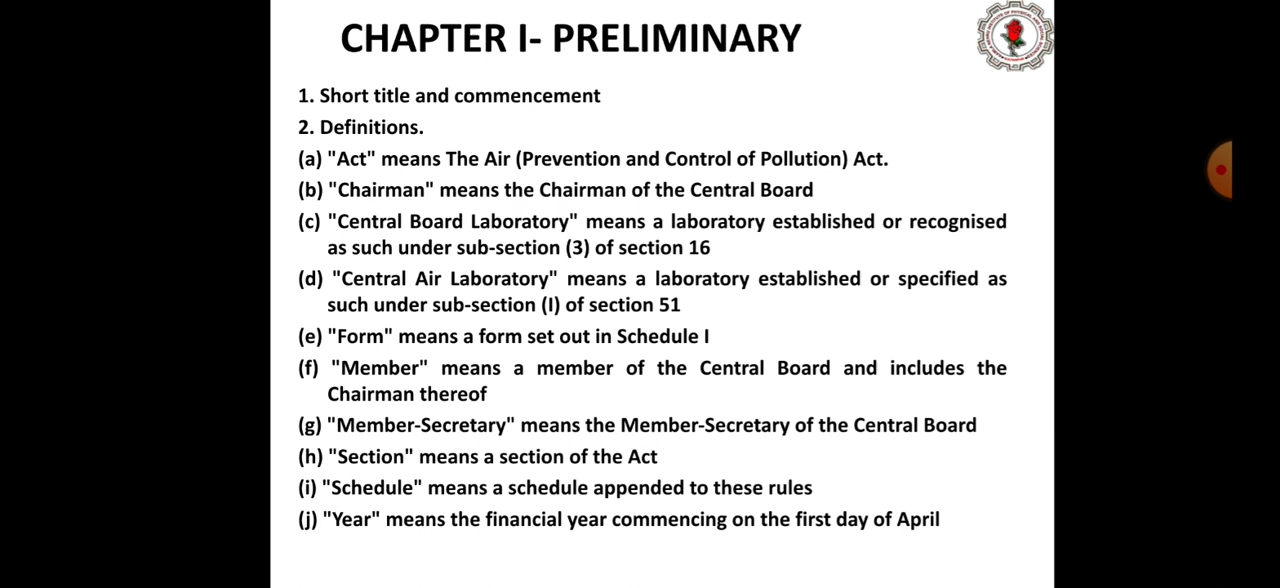 CHAPTER I- PRELIMINARY
1. Short title and commencement
2. Definitions.
(a) "Act" means The Air (Prevention and Control of Pollution) Act.
(b) "Chairman" means the Chairman of the Central Board
(c) "Central Board Laboratory" means a laboratory established or recognised
as such under sub-section (3) of section 16
(d) "Central Air Laboratory" means a laboratory established or specified as
such under sub-section (I) of section 51
(e) "Form" means a form set out in Schedule I
(f) "Member" means a member of the Central Board and includes the
Chairman thereof
(g) "Member-Secretary" means the Member-Secretary of the Central Board
(h) "Section" means a section of the Act
(i) "Schedule" means a schedule appended to these rules
(j) "Year" means the financial year commencing on the first day of April